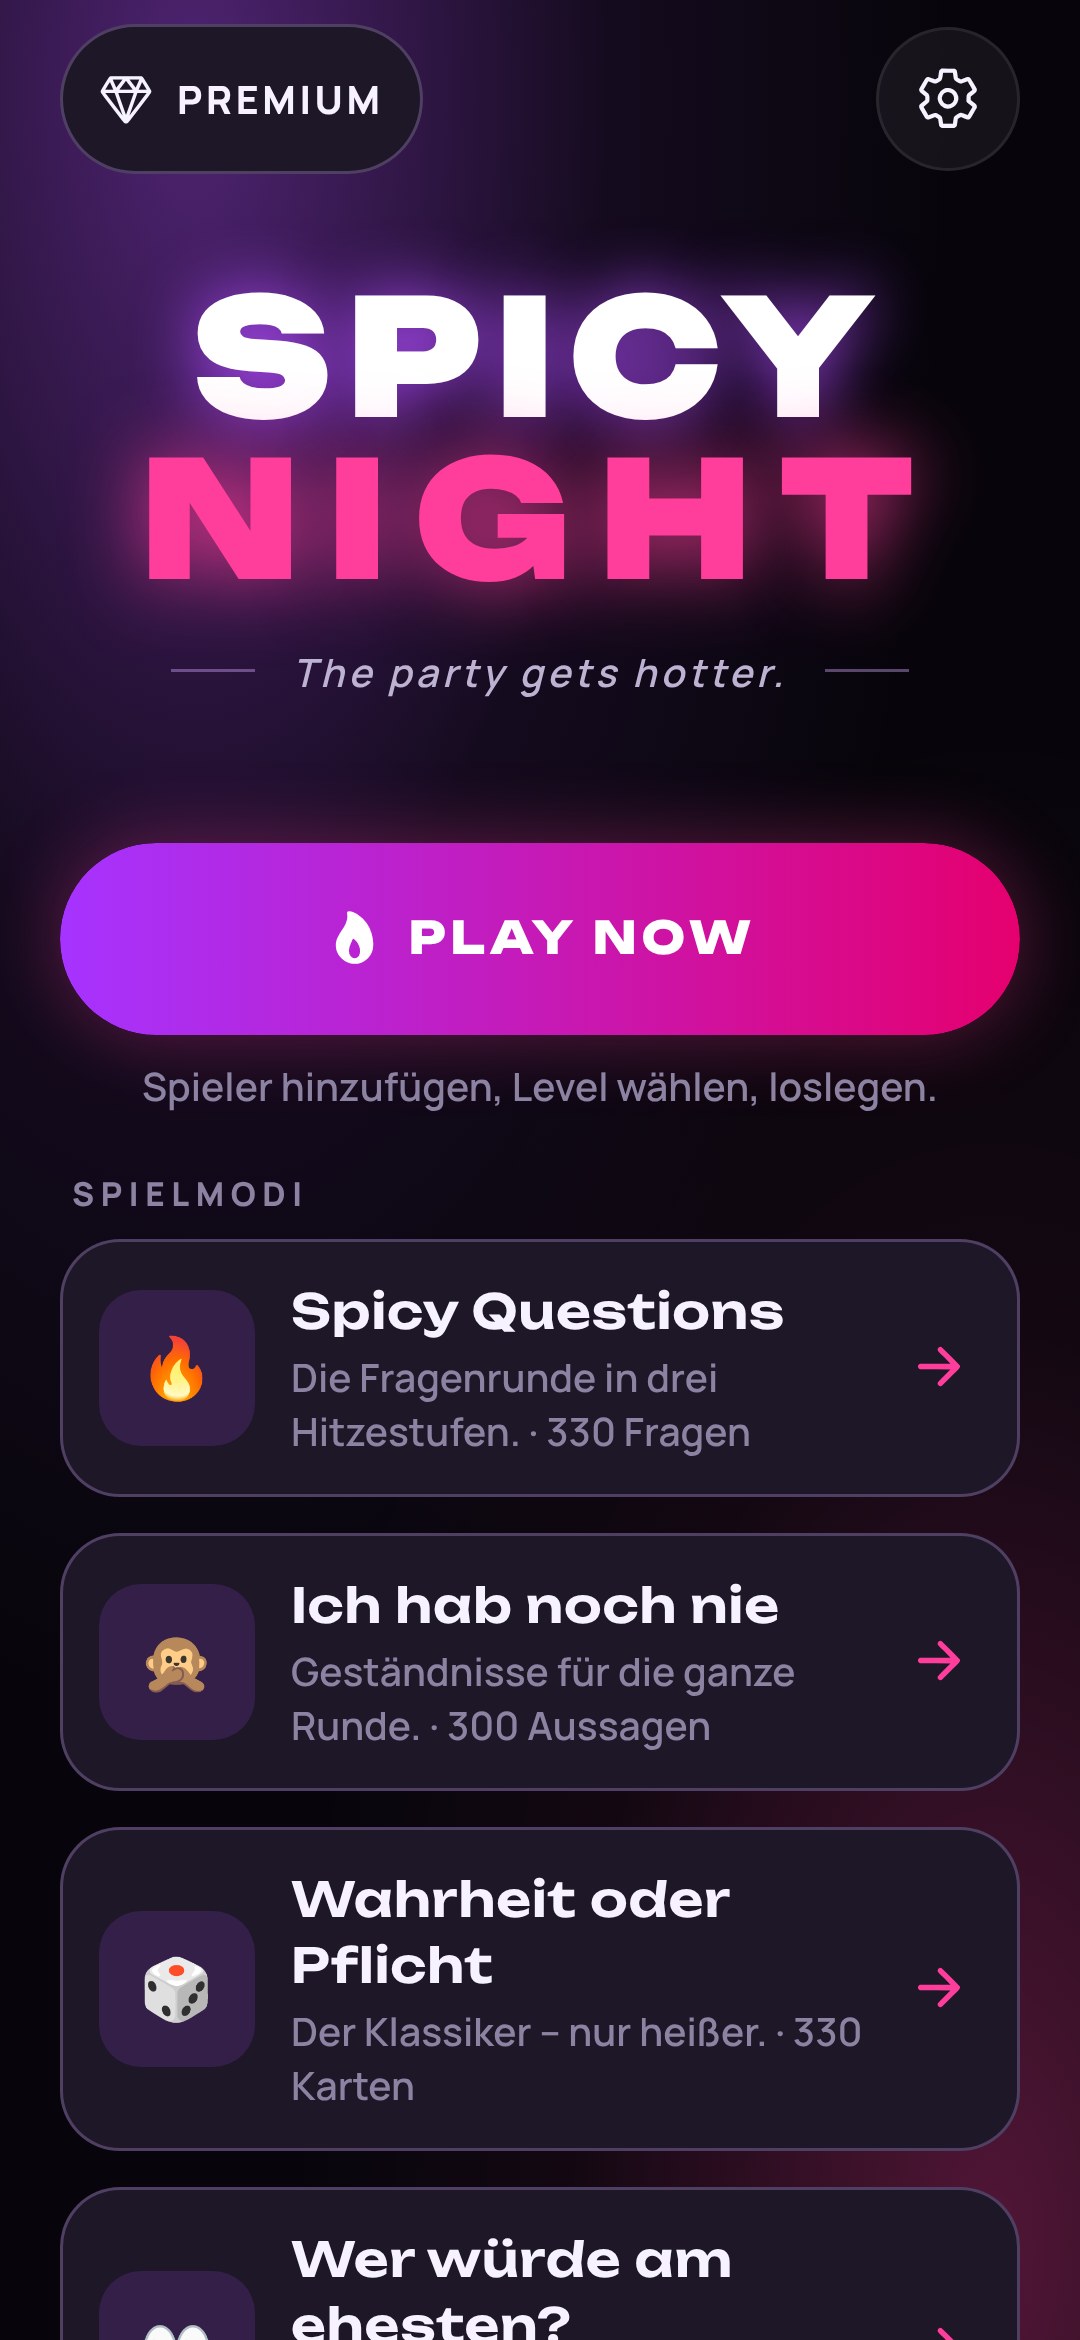 PREMIUM
SPICY
NIGHT
The party gets hotter.
PLAY NOW
Spieler hinzufügen, Level wählen, loslegen.
SPIELMODI
Spicy Questions
Die Fragenrunde in drei
Hitzestufen. · 330 Fragen
Ich hab noch nie
Geständnisse für die ganze
Runde. · 300 Aussagen
Wahrheit oder
Pflicht
Der Klassiker – nur heißer. · 330
Karten
Wer würde am
ehesten?